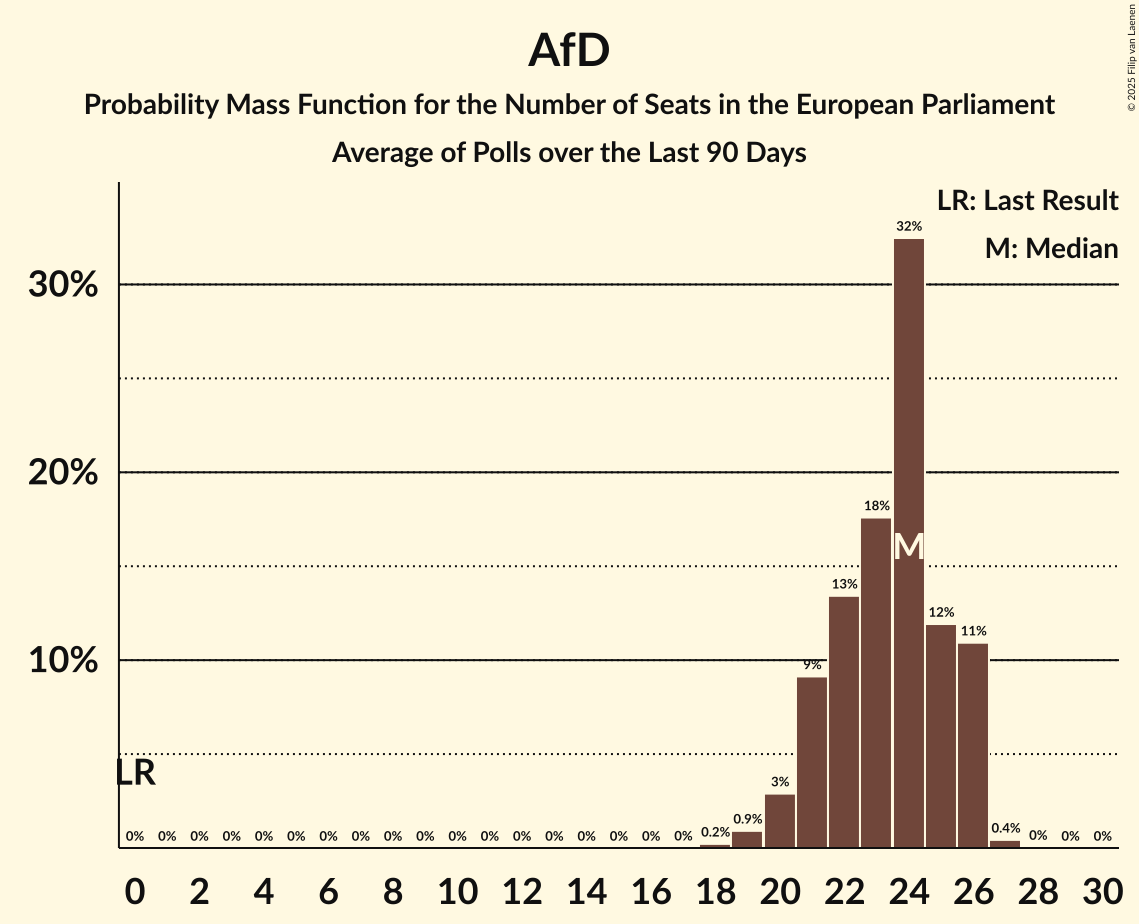 © 2025 Filip van Laenen
AfD
Probability Mass Function for the Number of Seats in the European Parliament
Average of Polls over the Last 90 Days
LR: Last Result
M: Median
32%
30%
20%
18%
M
13%
12%
11%
10%
9%
LR
3%
0% 0% 0% 0% 0% 0% 0% 0% 0% 0% 0% 0% 0% 0% 0% 0% 0% 0% 0.2% 0.9% 0.4% 0% 0% 0%
0 2 4 6 8 10 12 14 16 18 20 22 24 26 28 30